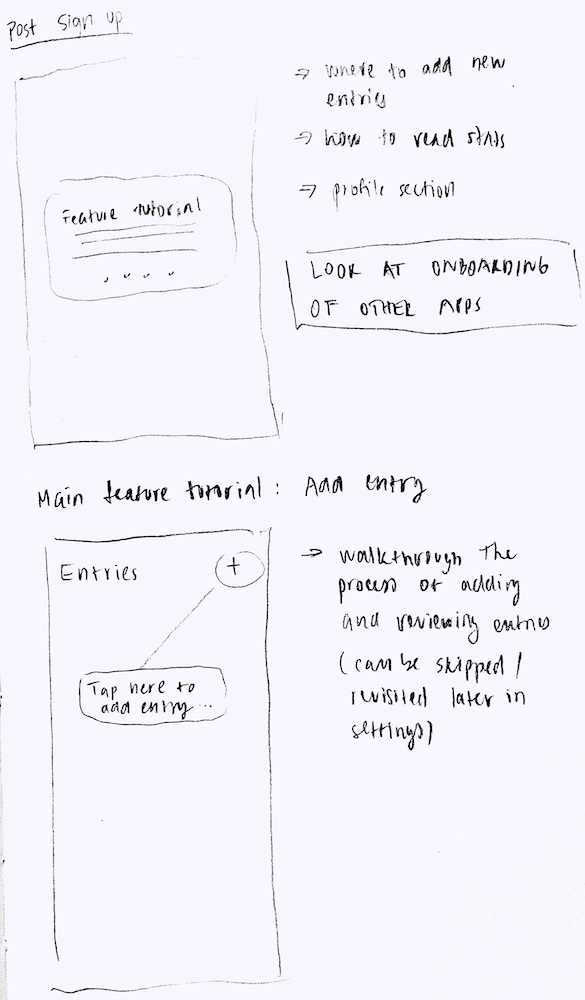 Post Sign up
→ where to add new
entries
→ how to read stats
→ profile section
Feature tutorial
LOOK AT ONBOARDING
OF OTHER APPS
Main feature tutorial : Add entry
Entries
+
→ walkthrough the
process of adding
and reviewing entries
(can be skipped /
revisited later in
settings)
Tap here to
add entry...